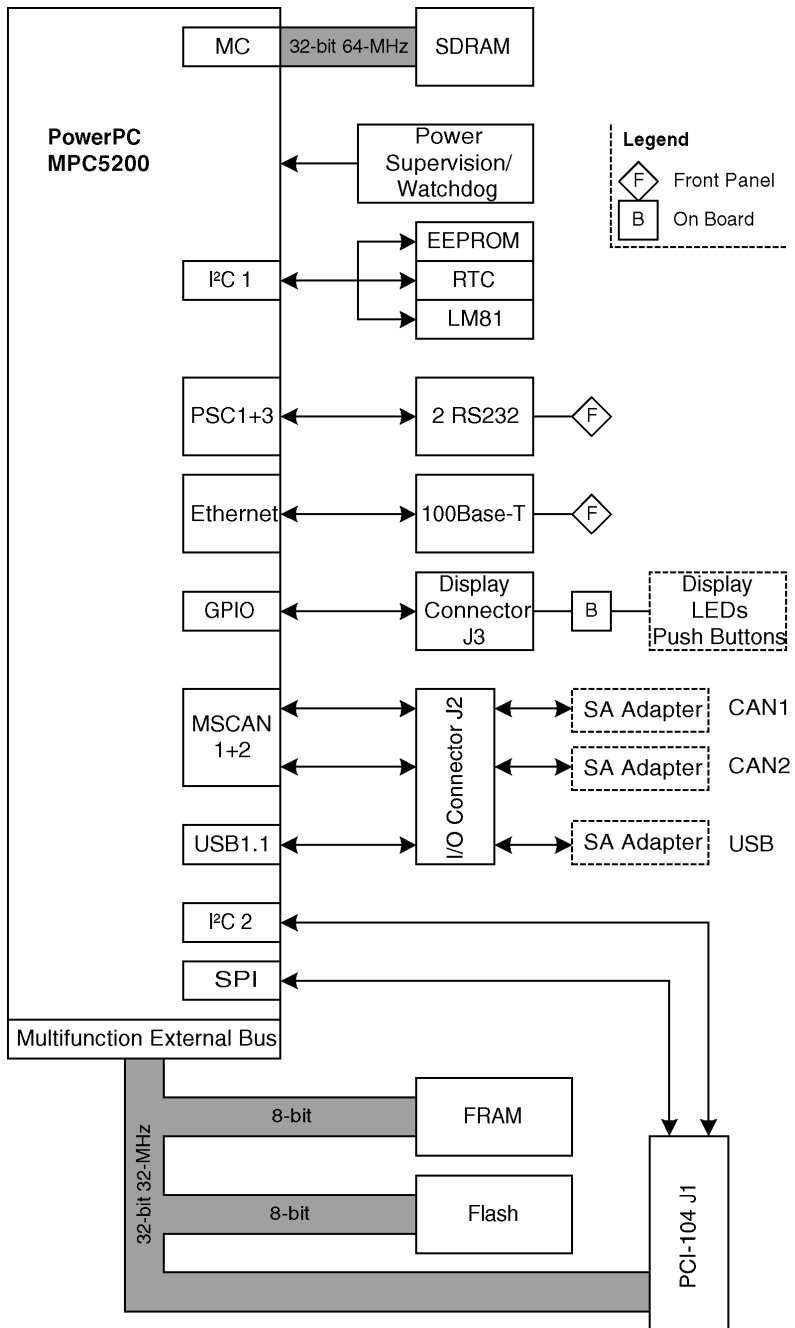 MC
32-bit 64-MHz
SDRAM
PowerPC
MPC5200
Power
Supervision/
Watchdog
Legend
F
Front Panel
B
On Board
I²C 1
EEPROM
RTC
LM81
PSC1+3
2 RS232
F
Ethernet
100Base-T
F
GPIO
Display
Connector
J3
B
Display
LEDs
Push Buttons
MSCAN
1+2
I/O Connector J2
SA Adapter
CAN1
SA Adapter
CAN2
USB1.1
SA Adapter
USB
I²C 2
SPI
Multifunction External Bus
32-bit 32-MHz
8-bit
FRAM
8-bit
Flash
PCI-104 J1